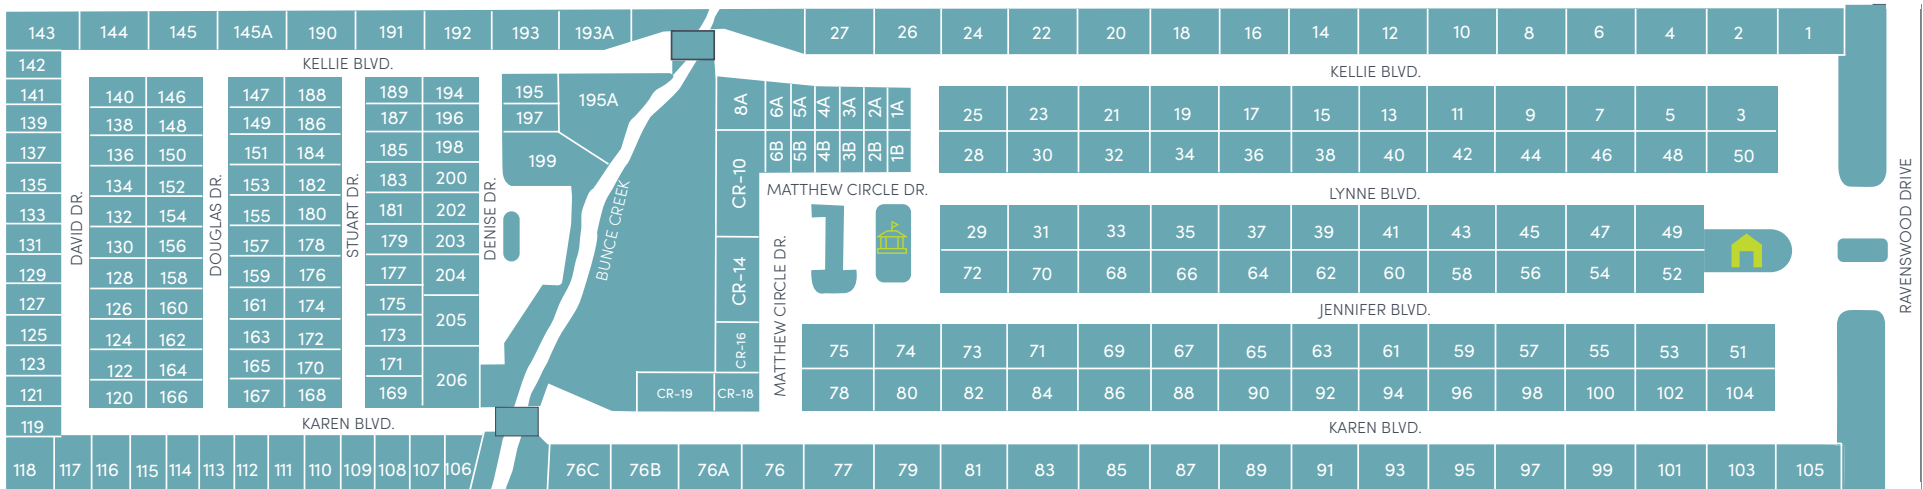 143 144 145 145A 190 191 192 193 193A 27 26 24 22 20 18 16 14 12 10 8 6 4 2 1
142 KELLIE BLVD. KELLIE BLVD.
141 140 146 147 188 189 194 195 195A 8A 6A 5A 4A 3A 2A 1A 25 23 21 19 17 15 13 11 9 7 5 3
139 138 148 149 186 187 196 197
137 136 150 151 184 185 198 199 CR-10 6B 5B 4B 3B 2B 1B 28 30 32 34 36 38 40 42 44 46 48 50
135 134 152 153 182 183 200 MATTHEW CIRCLE DR. LYNNE BLVD.
133 132 154 155 180 181 202
DAVID DR. DOUGLAS DR. STUART DR. DENISE DR. BUNCE CREEK MATTHEW CIRCLE DR. RAVENSWOOD DRIVE
131 130 156 157 178 179 203 29 31 33 35 37 39 41 43 45 47 49
129 128 158 159 176 177 204 CR-14 72 70 68 66 64 62 60 58 56 54 52
127 126 160 161 174 175 JENNIFER BLVD.
125 124 162 163 172 173 205
123 122 164 165 170 171 CR-16 75 74 73 71 69 67 65 63 61 59 57 55 53 51
121 120 166 167 168 169 206 CR-19 CR-18 78 80 82 84 86 88 90 92 94 96 98 100 102 104
119 KAREN BLVD. KAREN BLVD.
118 117 116 115 114 113 112 111 110 109 108 107 106 76C 76B 76A 76 77 79 81 83 85 87 89 91 93 95 97 99 101 103 105